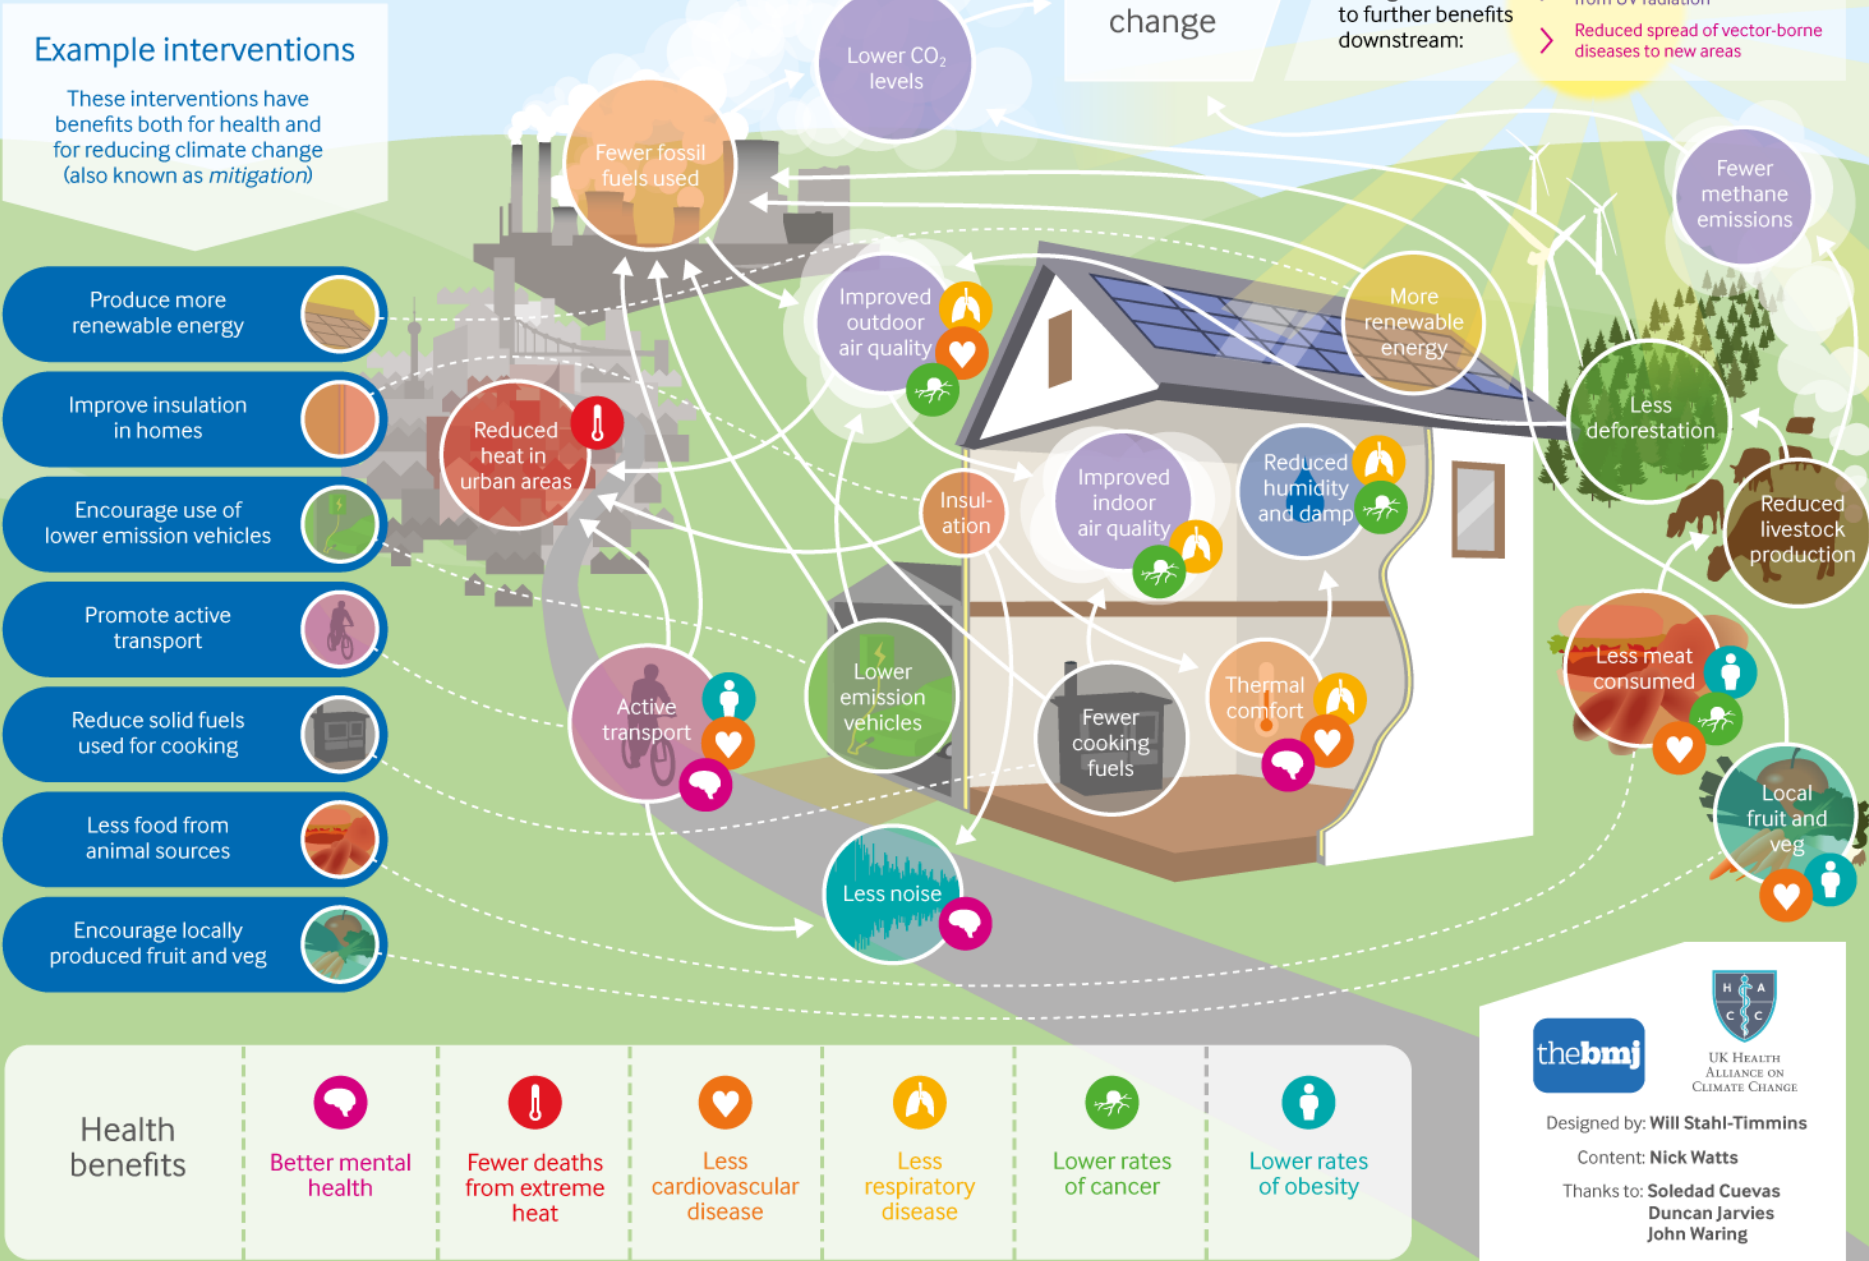 Example interventions
These interventions have
benefits both for health and
for reducing climate change
(also known as mitigation)
Lower CO₂
levels
change
to further benefits
downstream:
from UV radiation
Reduced spread of vector-borne
diseases to new areas
Fewer fossil
fuels used
Fewer
methane
emissions
Produce more
renewable energy
Improve insulation
in homes
Encourage use of
lower emission vehicles
Promote active
transport
Reduce solid fuels
used for cooking
Less food from
animal sources
Encourage locally
produced fruit and veg
Improved
outdoor
air quality
More
renewable
energy
Reduced
heat in
urban areas
Less
deforestation
Insul-
ation
Improved
indoor
air quality
Reduced
humidity
and damp
Reduced
livestock
production
Active
transport
Lower
emission
vehicles
Fewer
cooking
fuels
Thermal
comfort
Less meat
consumed
Local
fruit and
veg
Less noise
Health
benefits
Better mental
health
Fewer deaths
from extreme
heat
Less
cardiovascular
disease
Less
respiratory
disease
Lower rates
of cancer
Lower rates
of obesity
thebmj
H A
C C
UK Health
Alliance on
Climate Change
Designed by: Will Stahl-Timmins
Content: Nick Watts
Thanks to: Soledad Cuevas
Duncan Jarvies
John Waring